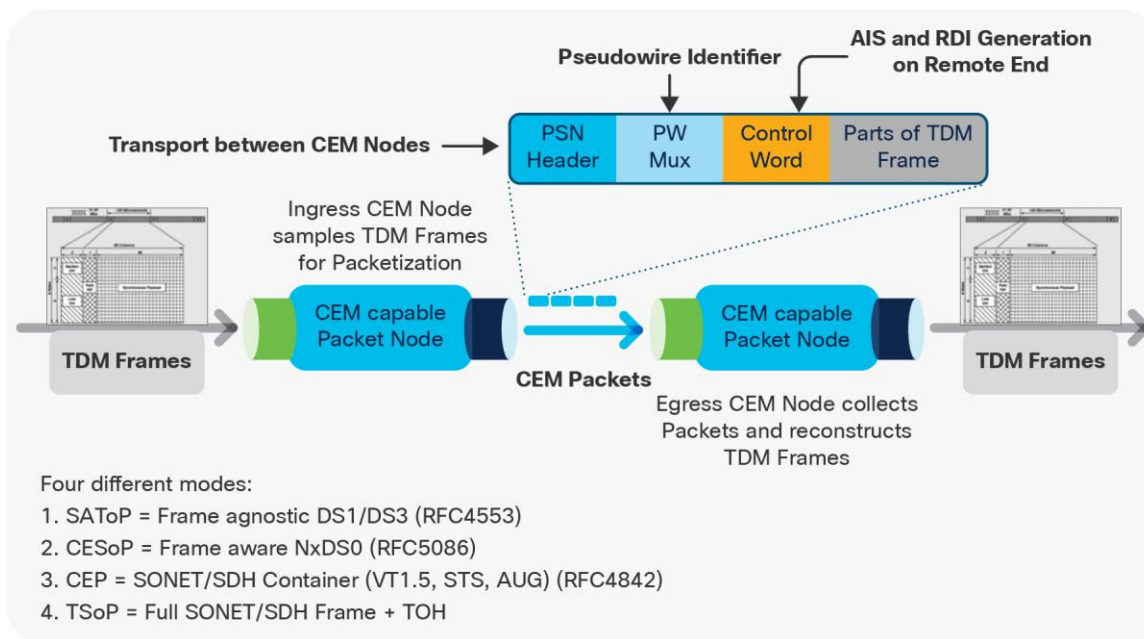 AIS and RDI Generation
on Remote End
Pseudowire Identifier
Transport between CEM Nodes
PSN
Header
PW
Mux
Control
Word
Parts of TDM
Frame
Ingress CEM Node
samples TDM Frames
for Packetization
CEM capable
Packet Node
CEM capable
Packet Node
TDM Frames
CEM Packets
TDM Frames
Egress CEM Node collects
Packets and reconstructs
TDM Frames
Four different modes:
1. SAToP = Frame agnostic DS1/DS3 (RFC4553)
2. CESoP = Frame aware NxDS0 (RFC5086)
3. CEP = SONET/SDH Container (VT1.5, STS, AUG) (RFC4842)
4. TSoP = Full SONET/SDH Frame + TOH